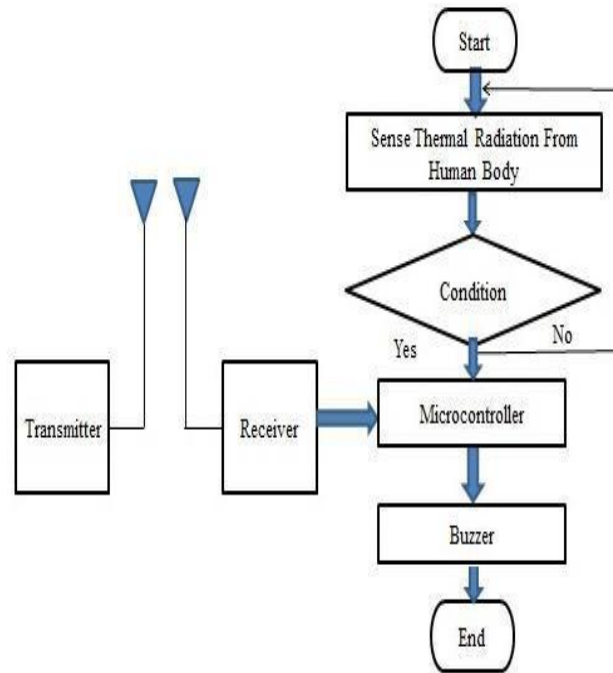 Start
Sense Thermal Radiation From
Human Body
Condition
Yes
No
Transmitter
Receiver
Microcontroller
Buzzer
End